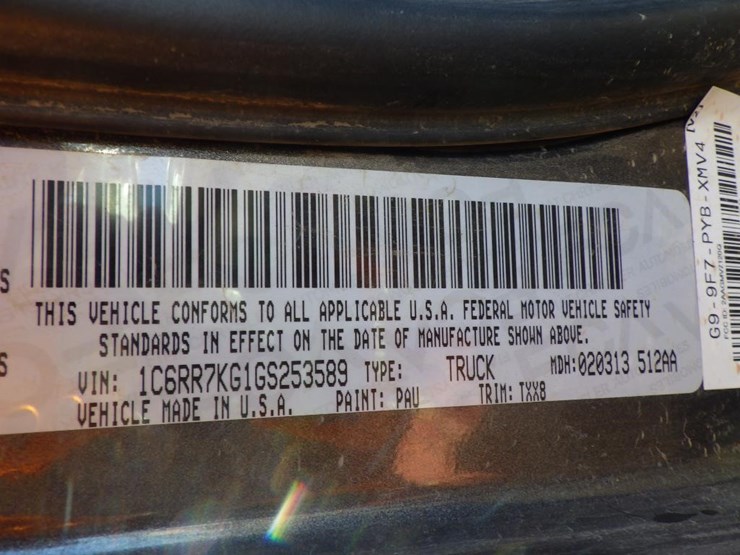 THIS VEHICLE CONFORMS TO ALL APPLICABLE U.S.A. FEDERAL MOTOR VEHICLE SAFETY
STANDARDS IN EFFECT ON THE DATE OF MANUFACTURE SHOWN ABOVE.
VIN: 1C6RR7KG1GS253589 TYPE: TRUCK MDH: 020313 512AA
VEHICLE MADE IN U.S.A. PAINT: PAU TRIM: TXX8
G9-9F7-PYB-XMV4
S
S